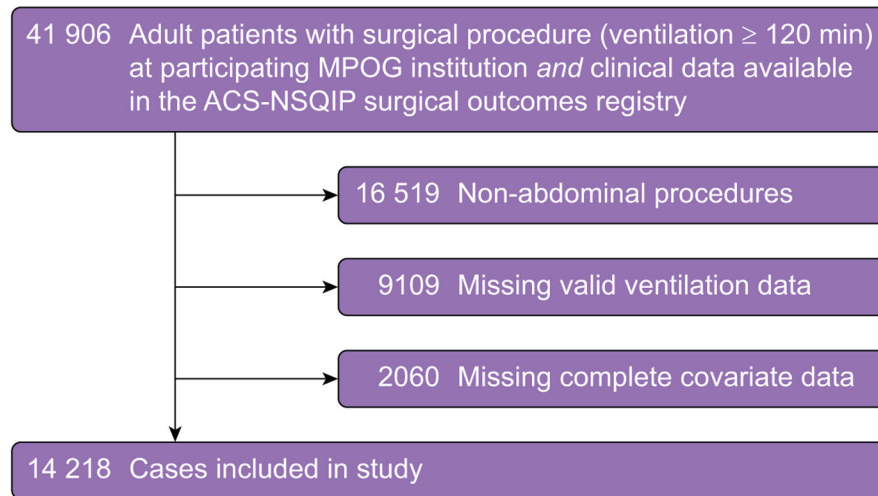 41 906 Adult patients with surgical procedure (ventilation ≥ 120 min)
at participating MPOG institution and clinical data available
in the ACS-NSQIP surgical outcomes registry
16 519 Non-abdominal procedures
9109 Missing valid ventilation data
2060 Missing complete covariate data
14 218 Cases included in study